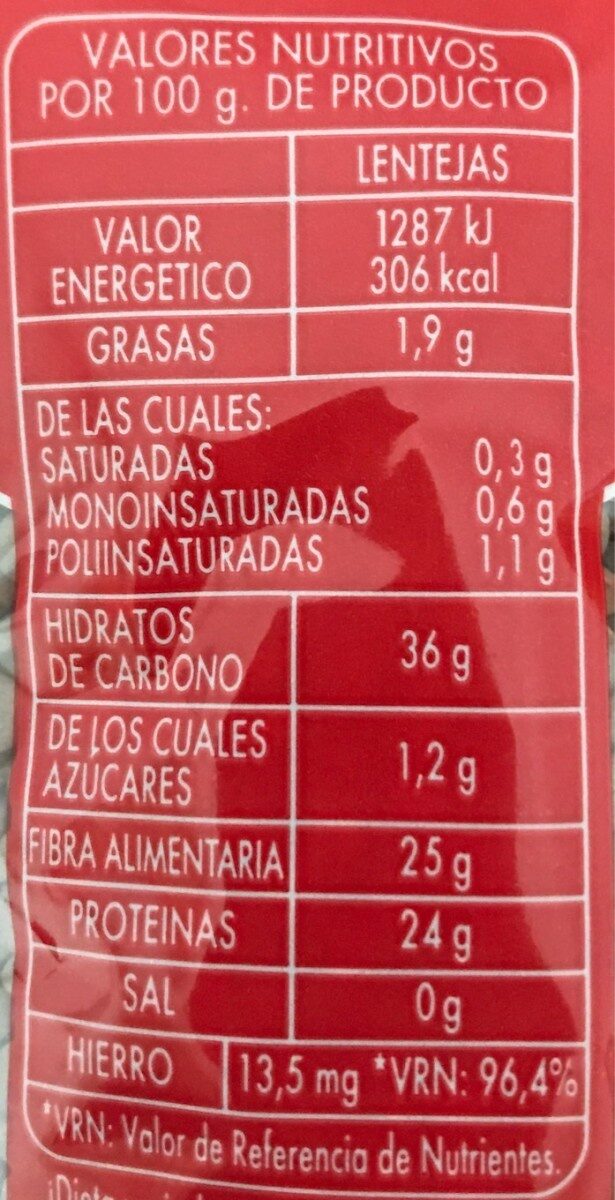 VALORES NUTRITIVOS
POR 100 g. DE PRODUCTO
LENTEJAS
VALOR ENERGETICO 1287 kJ 306 kcal
GRASAS 1,9 g
DE LAS CUALES:
SATURADAS 0,3 g
MONOINSATURADAS 0,6 g
POLIINSATURADAS 1,1 g
HIDRATOS DE CARBONO 36 g
DE LOS CUALES AZUCARES 1,2 g
FIBRA ALIMENTARIA 25 g
PROTEINAS 24 g
SAL 0 g
HIERRO 13,5 mg *VRN: 96,4%
*VRN: Valor de Referencia de Nutrientes.